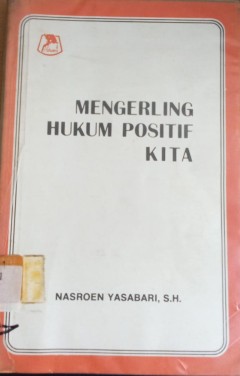 MENGERLING
HUKUM POSITIF
KITA
NASROEN YASABARI, S.H.